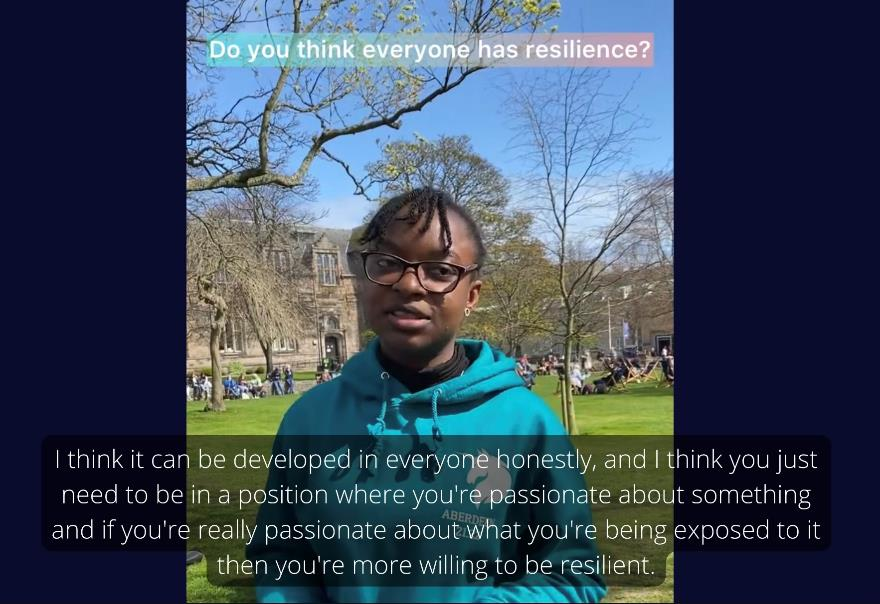 Do you think everyone has resilience?
I think it can be developed in everyone honestly, and I think you just
need to be in a position where you're passionate about something
and if you're really passionate about what you're being exposed to it
then you're more willing to be resilient.